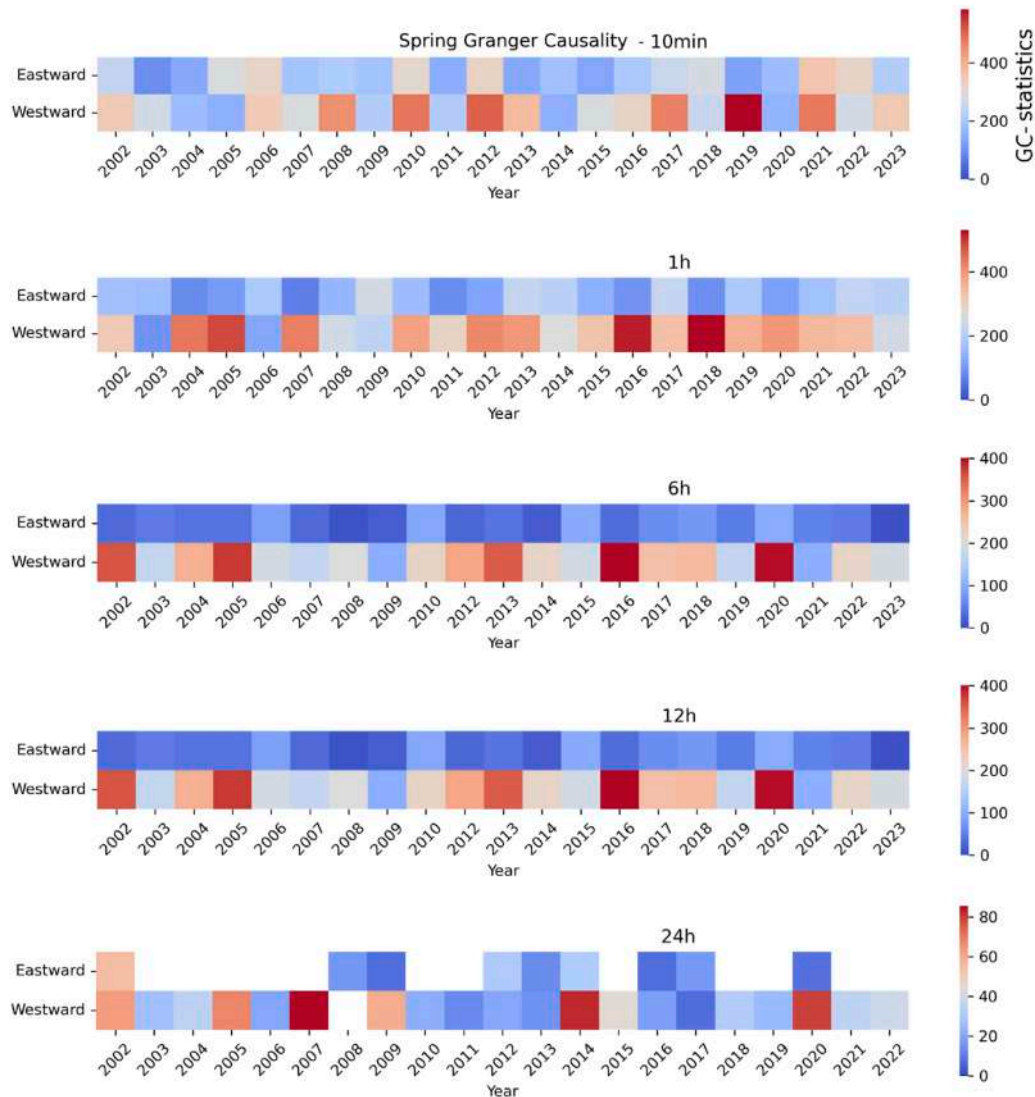 Spring Granger Causality - 10min
Eastward
Westward
2002 2003 2004 2005 2006 2007 2008 2009 2010 2011 2012 2013 2014 2015 2016 2017 2018 2019 2020 2021 2022 2023
Year
400
200
0
GC- statistics
1h
Eastward
Westward
2002 2003 2004 2005 2006 2007 2008 2009 2010 2011 2012 2013 2014 2015 2016 2017 2018 2019 2020 2021 2022 2023
Year
400
200
0
6h
Eastward
Westward
2002 2003 2004 2005 2006 2007 2008 2009 2010 2011 2012 2013 2014 2015 2016 2017 2018 2019 2020 2021 2022 2023
Year
400
300
200
100
0
12h
Eastward
Westward
2002 2003 2004 2005 2006 2007 2008 2009 2010 2011 2012 2013 2014 2015 2016 2017 2018 2019 2020 2021 2022 2023
Year
400
300
200
100
0
24h
Eastward
Westward
2002 2003 2004 2005 2006 2007 2008 2009 2010 2011 2012 2013 2014 2015 2016 2017 2018 2019 2020 2021 2022
Year
80
60
40
20
0